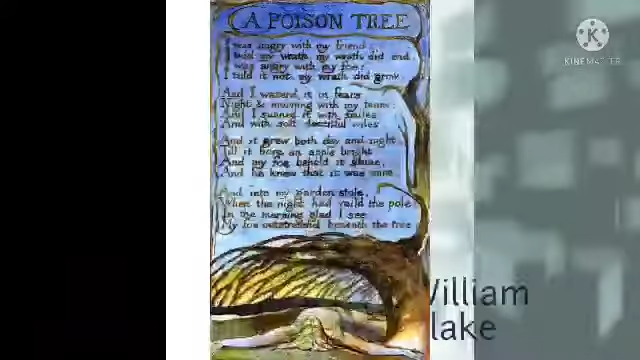 A POISON TREE
I was angry with my friend
I told my wrath my wrath did end
I was angry with my foe:
I told it not my wrath did grow.
And I waterd it in fears
Night & morning with my tears:
And I sunned it with smiles
And with soft deceitful wiles
And it grew both day and night
Till it bore an apple bright
And my foe beheld it shine,
And he knew that it was mine
And into my garden stole,
When the night had veild the pole
In the morning glad I see
My foe outstretchd beneath the tree
William
lake
KINEMASTER